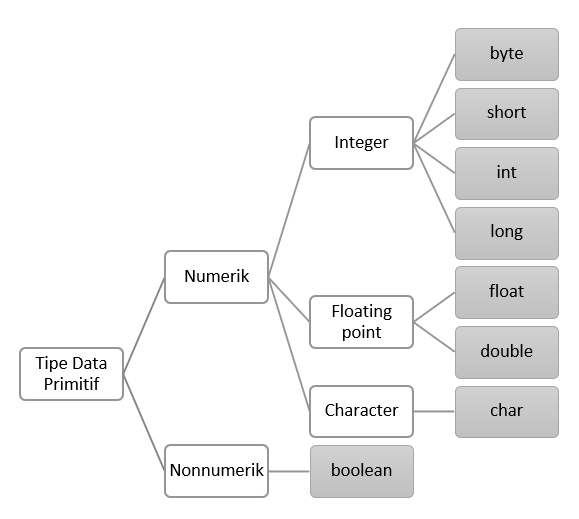 Tipe Data
Primitif
Numerik
Integer
byte
short
int
long
Floating
point
float
double
Character
char
Nonnumerik
boolean